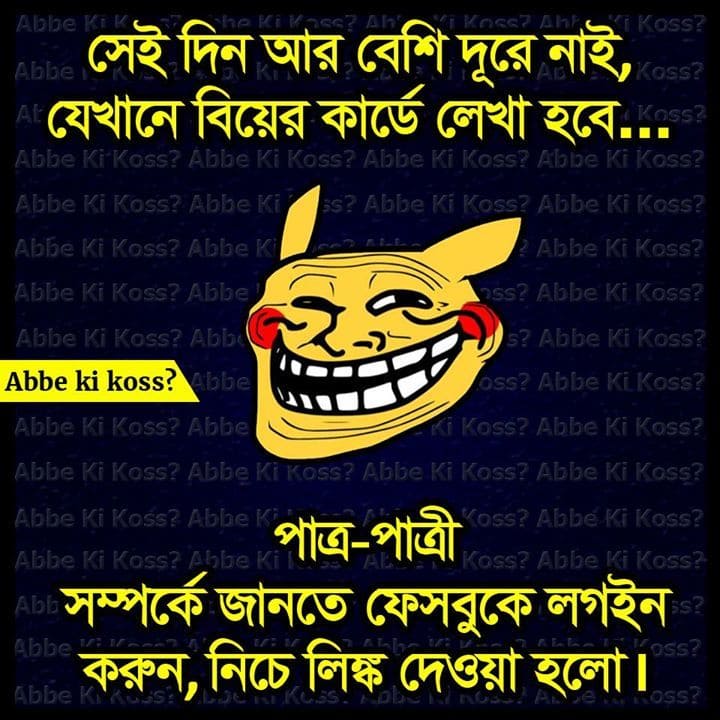 সেই দিন আর বেশি দূরে নাই,
যেখানে বিয়ের কার্ডে লেখা হবে...
Abbe ki koss?
পাত্র-পাত্রী
সম্পর্কে জানতে ফেসবুকে লগইন
করুন, নিচে লিঙ্ক দেওয়া হলো।